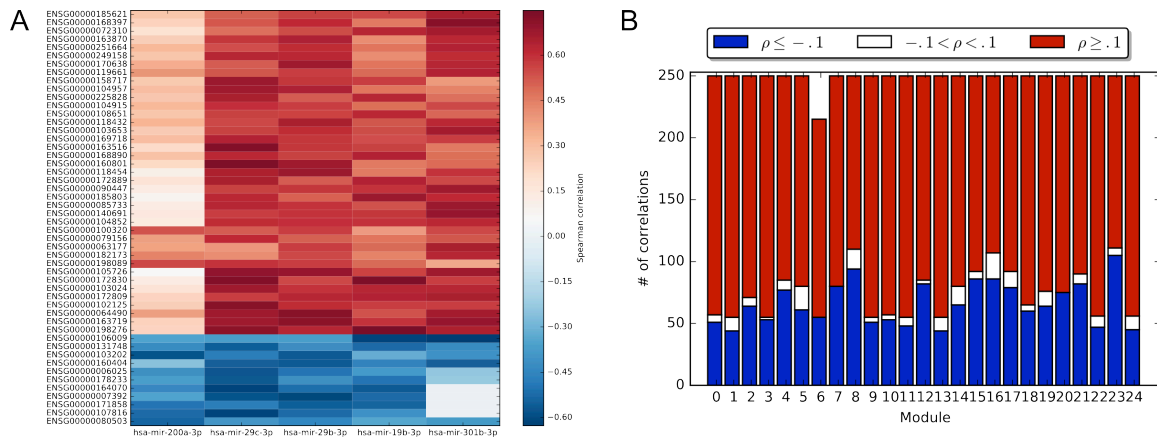 A
ENSG00000185621
ENSG00000168397
ENSG00000072310
ENSG00000163870
ENSG00000251664
ENSG00000249158
ENSG00000170638
ENSG00000119661
ENSG00000158717
ENSG00000104957
ENSG00000225828
ENSG00000104915
ENSG00000108651
ENSG00000118432
ENSG00000103653
ENSG00000169718
ENSG00000163516
ENSG00000168890
ENSG00000160801
ENSG00000118454
ENSG00000172889
ENSG00000090447
ENSG00000185803
ENSG00000085733
ENSG00000140691
ENSG00000104852
ENSG00000100320
ENSG00000079156
ENSG00000063177
ENSG00000182173
ENSG00000198089
ENSG00000105726
ENSG00000172830
ENSG00000103024
ENSG00000172809
ENSG00000102125
ENSG00000064490
ENSG00000163719
ENSG00000198276
ENSG00000106009
ENSG00000131748
ENSG00000103202
ENSG00000160404
ENSG00000006025
ENSG00000178233
ENSG00000164070
ENSG00000007392
ENSG00000171858
ENSG00000107816
ENSG00000080503
hsa-mir-200a-3p hsa-mir-29c-3p hsa-mir-29b-3p hsa-mir-19b-3p hsa-mir-301b-3p
0.60
0.45
0.30
0.15
0.00
−0.15
−0.30
−0.45
−0.60
Spearman correlation
B
ρ ≤ −.1 −.1 < ρ < .1 ρ ≥ .1
250
200
150
100
50
0
# of correlations
0 1 2 3 4 5 6 7 8 9 10 11 12 13 14 15 16 17 18 19 20 21 22 23 24
Module